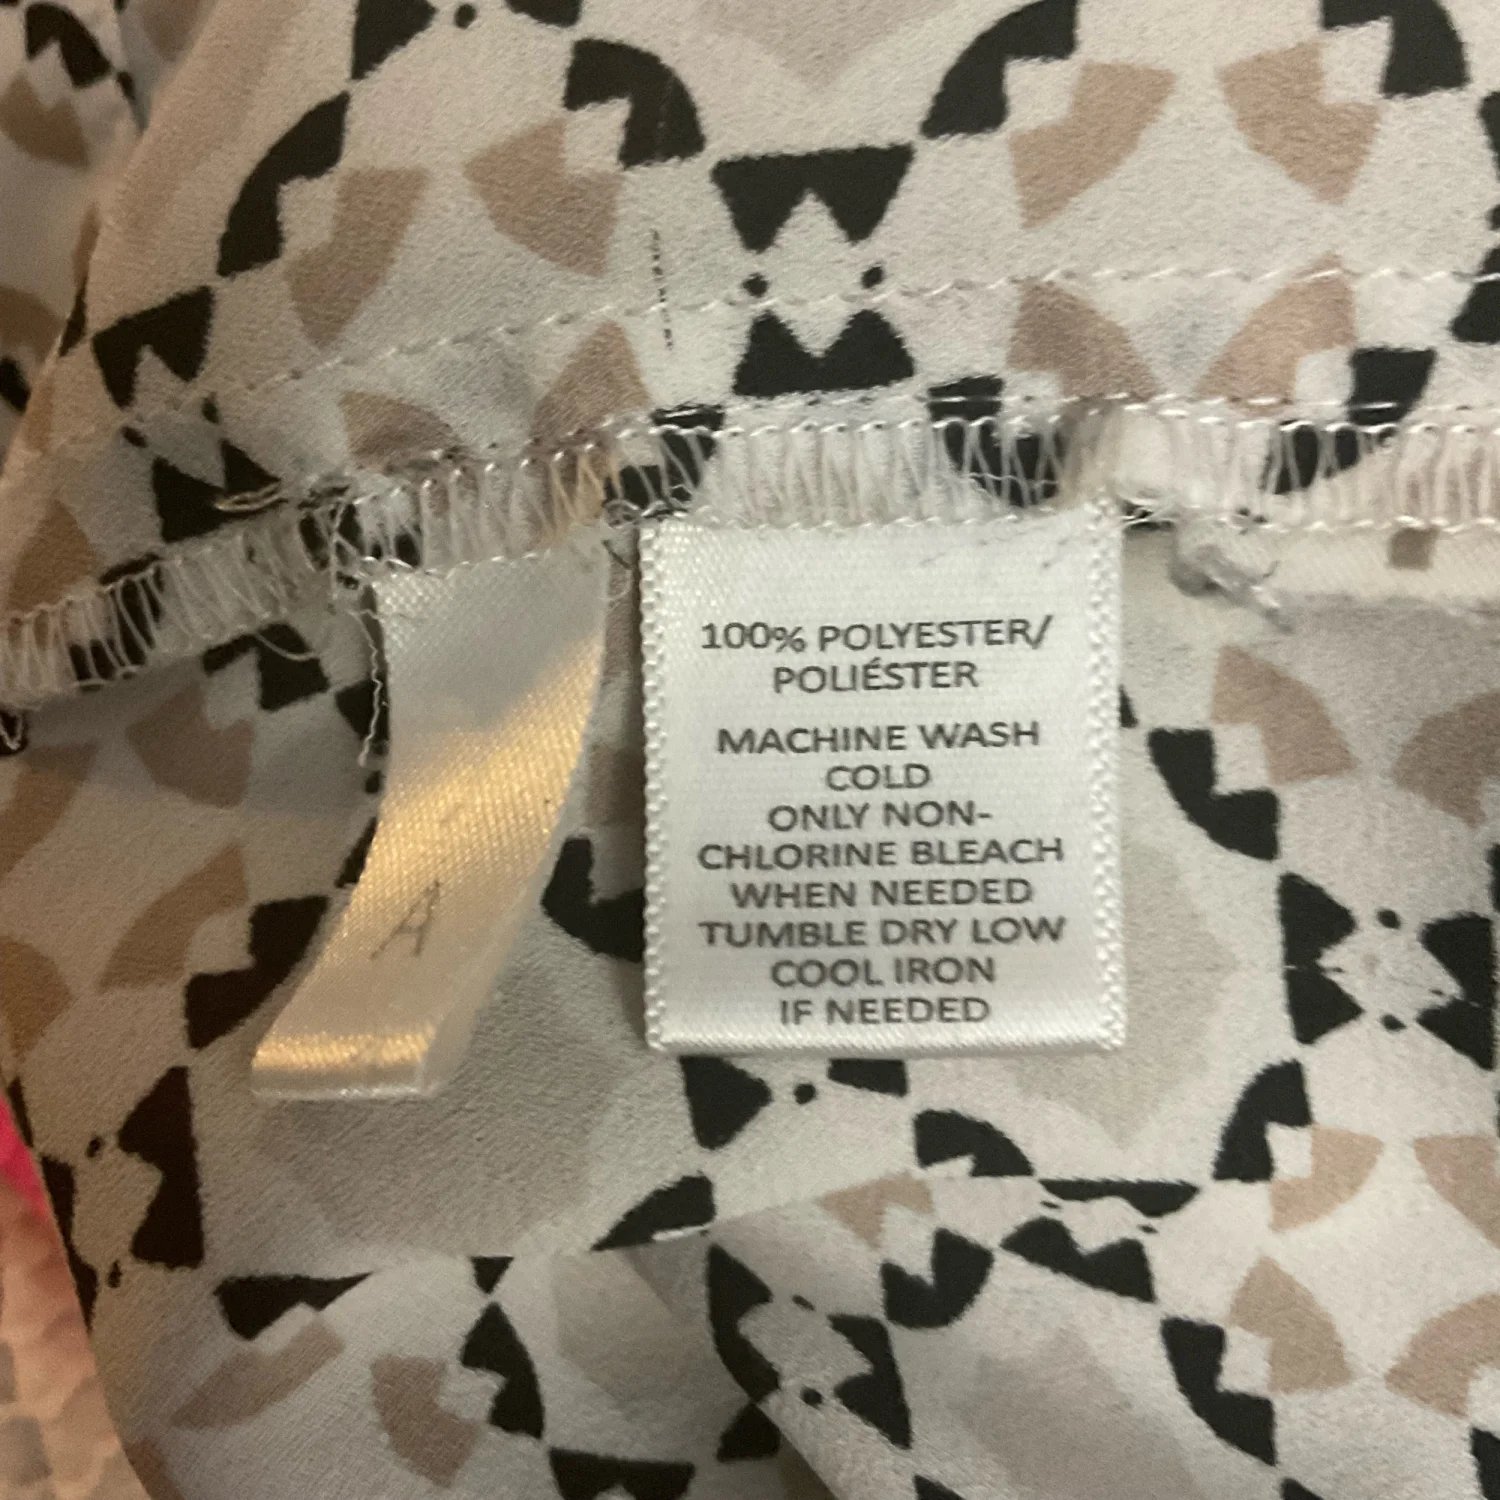 A
100% POLYESTER/
POLIÉSTER
MACHINE WASH
COLD
ONLY NON-
CHLORINE BLEACH
WHEN NEEDED
TUMBLE DRY LOW
COOL IRON
IF NEEDED